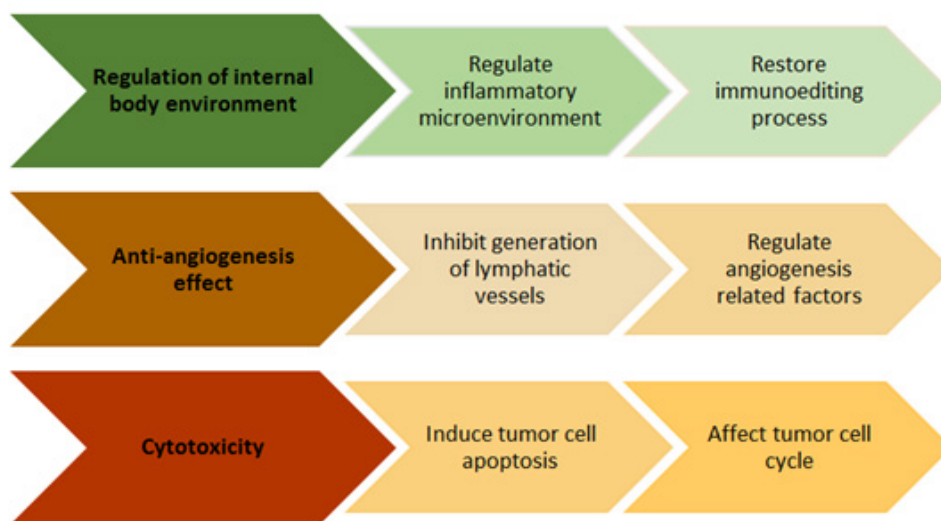 Regulation of internal
body environment
Regulate
inflammatory
microenvironment
Restore
immunoediting
process
Anti-angiogenesis
effect
Inhibit generation
of lymphatic
vessels
Regulate
angiogenesis
related factors
Cytotoxicity
Induce tumor cell
apoptosis
Affect tumor cell
cycle